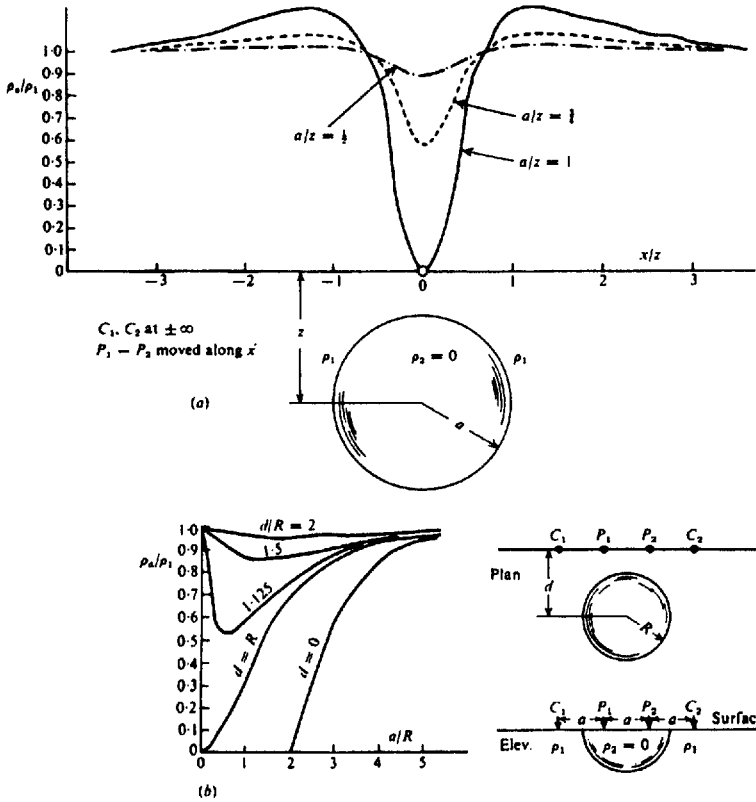 1·0
0·9
ρₐ/ρ₁
0·8
0·7
0·6
0·5
0·4
0·3
0·2
0·1
0
a/z = ½
a/z = ¾
a/z = 1
x/z
−3 −2 −1 0 1 2 3
z
C₁, C₂ at ± ∞
P₁ − P₂ moved along x
ρ₁ ρ₂ = 0 ρ₁
a
(a)
1·0
0·9
ρₐ/ρ₁
0·8
0·7
0·6
0·5
0·4
0·3
0·2
0·1
0
d/R = 2
1·5
1·125
d = R
d = 0
a/R
0 1 2 3 4 5
(b)
C₁ P₁ P₂ C₂
Plan
d
R
C₁ P₁ P₂ C₂
a a a Surfac
Elev. ρ₁ ρ₂ = 0 ρ₁